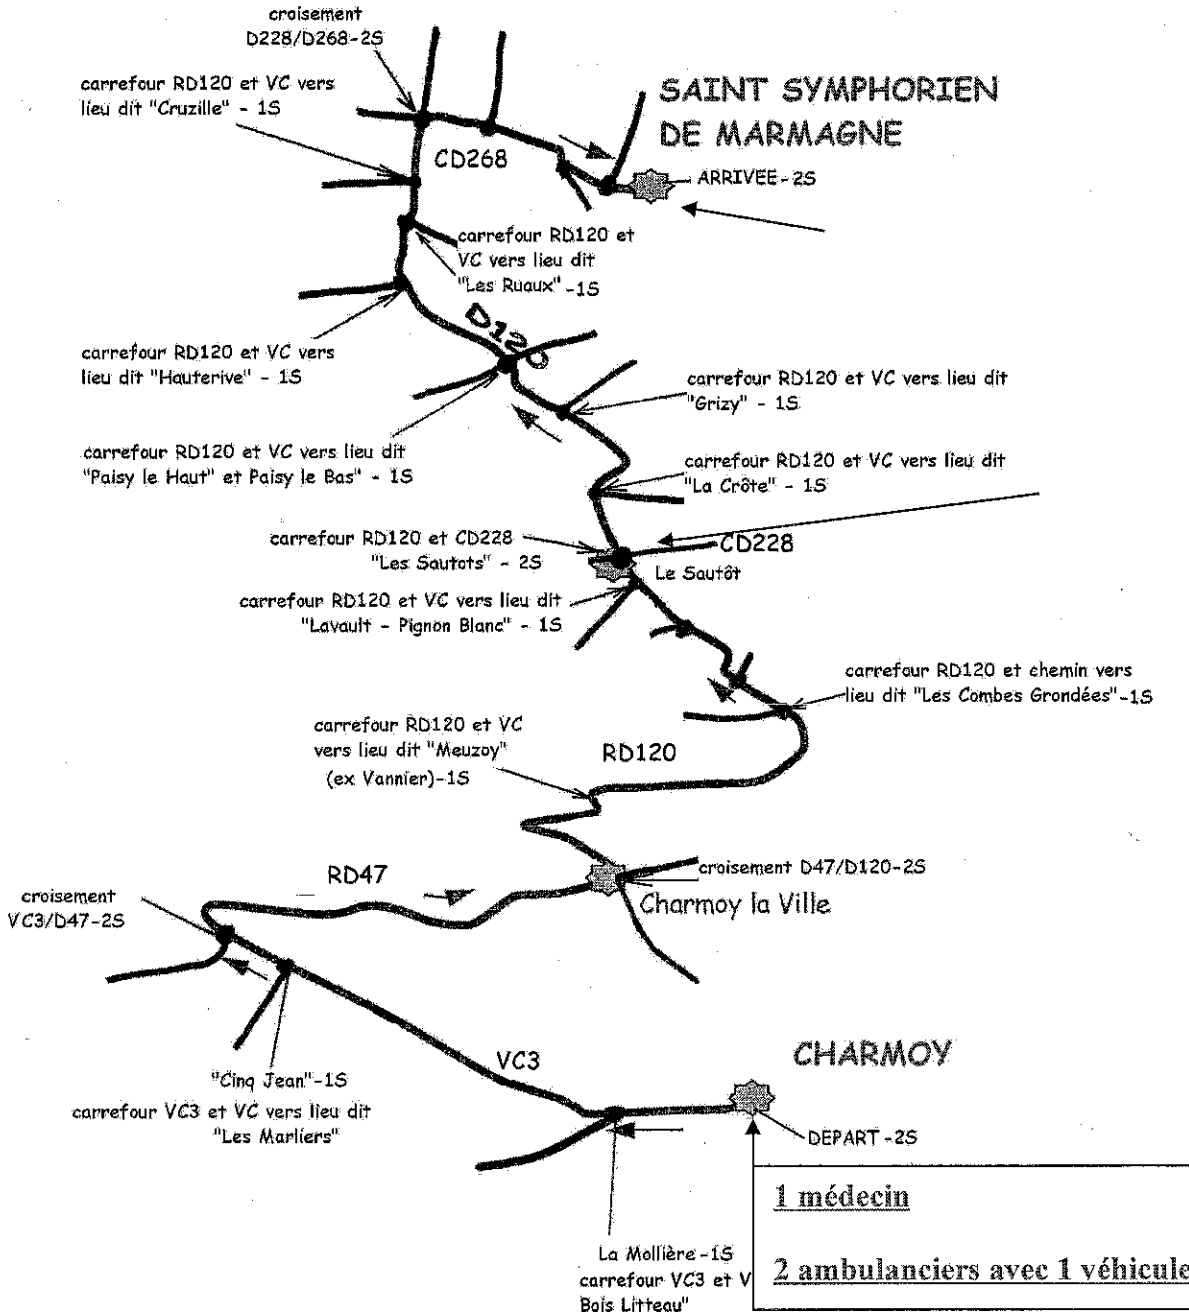 croisement
D228/D268-2S
carrefour RD120 et VC vers
lieu dit "Cruzille" - 1S
SAINT SYMPHORIEN
DE MARMAGNE
CD268
ARRIVEE-2S
carrefour RD120 et
VC vers lieu dit
"Les Ruaux" -1S
D120
carrefour RD120 et VC vers
lieu dit "Hauterive" - 1S
carrefour RD120 et VC vers lieu dit
"Grizy" - 1S
carrefour RD120 et VC vers lieu dit
"Paisy le Haut" et Paisy le Bas" - 1S
carrefour RD120 et VC vers lieu dit
"La Crôte" - 1S
carrefour RD120 et CD228
"Les Sautots" - 2S
CD228
Le Sautôt
carrefour RD120 et VC vers lieu dit
"Lavault - Pignon Blanc" - 1S
carrefour RD120 et chemin vers
lieu dit "Les Combes Grondées"-1S
carrefour RD120 et VC
vers lieu dit "Meuzoy"
(ex Vannier)-1S
RD120
RD47
croisement D47/D120-2S
croisement
VC3/D47-2S
Charmoy la Ville
VC3
CHARMOY
"Cinq Jean"-1S
carrefour VC3 et VC vers lieu dit
"Les Marliers"
DEPART-2S
1 médecin
2 ambulanciers avec 1 véhicule
La Mollière-1S
carrefour VC3 et V
Bois Litteau"